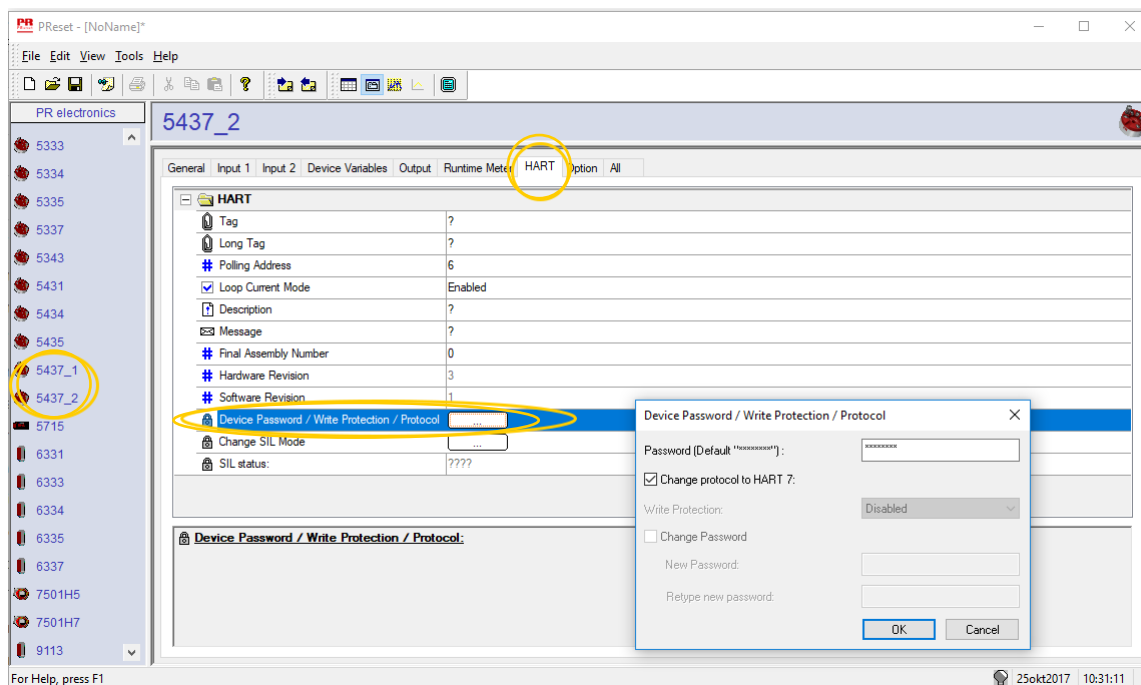 PR PReset - [NoName]*
File Edit View Tools Help
PR electronics
5437_2
5333
5334
5335
5337
5343
5431
5434
5435
5437_1
5437_2
5715
6331
6333
6334
6335
6337
7501H5
7501H7
9113
General Input 1 Input 2 Device Variables Output Runtime Meter HART Option All
HART
Tag ?
Long Tag ?
Polling Address 6
Loop Current Mode Enabled
Description ?
Message ?
Final Assembly Number 0
Hardware Revision 3
Software Revision 1
Device Password / Write Protection / Protocol ...
Change SIL Mode ...
SIL status: ????
Device Password / Write Protection / Protocol:
Device Password / Write Protection / Protocol
Password (Default "********") : ********
Change protocol to HART 7:
Write Protection: Disabled
Change Password
New Password:
Retype new password:
OK Cancel
For Help, press F1
25okt2017 10:31:11